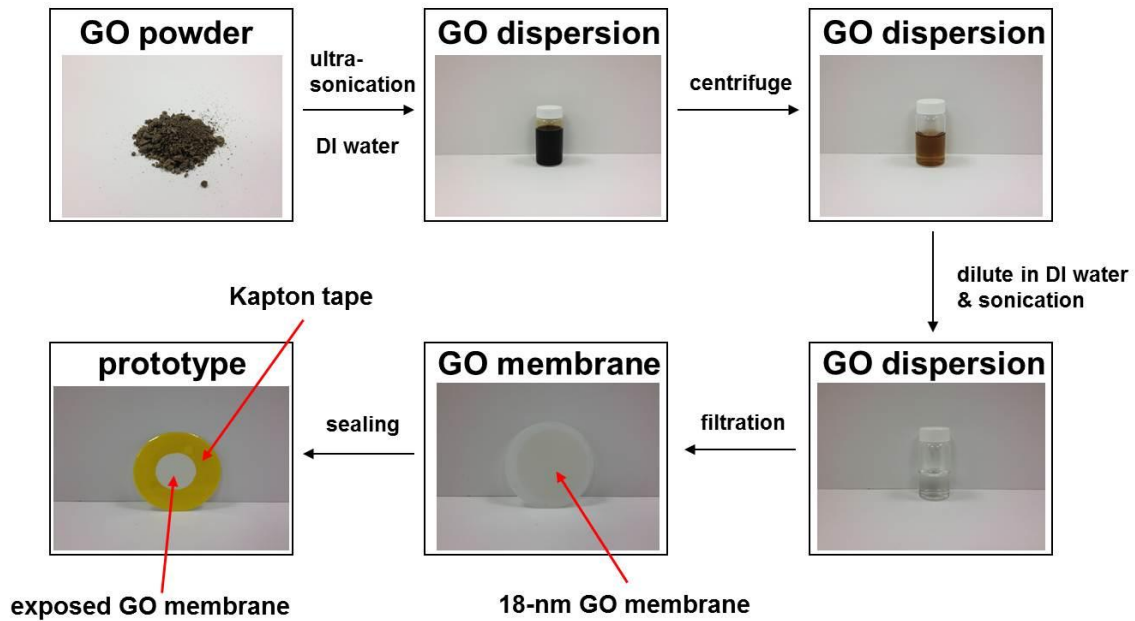 GO powder
ultra-
sonication
DI water
GO dispersion
centrifuge
GO dispersion
dilute in DI water
& sonication
Kapton tape
prototype
sealing
GO membrane
filtration
GO dispersion
exposed GO membrane
18-nm GO membrane